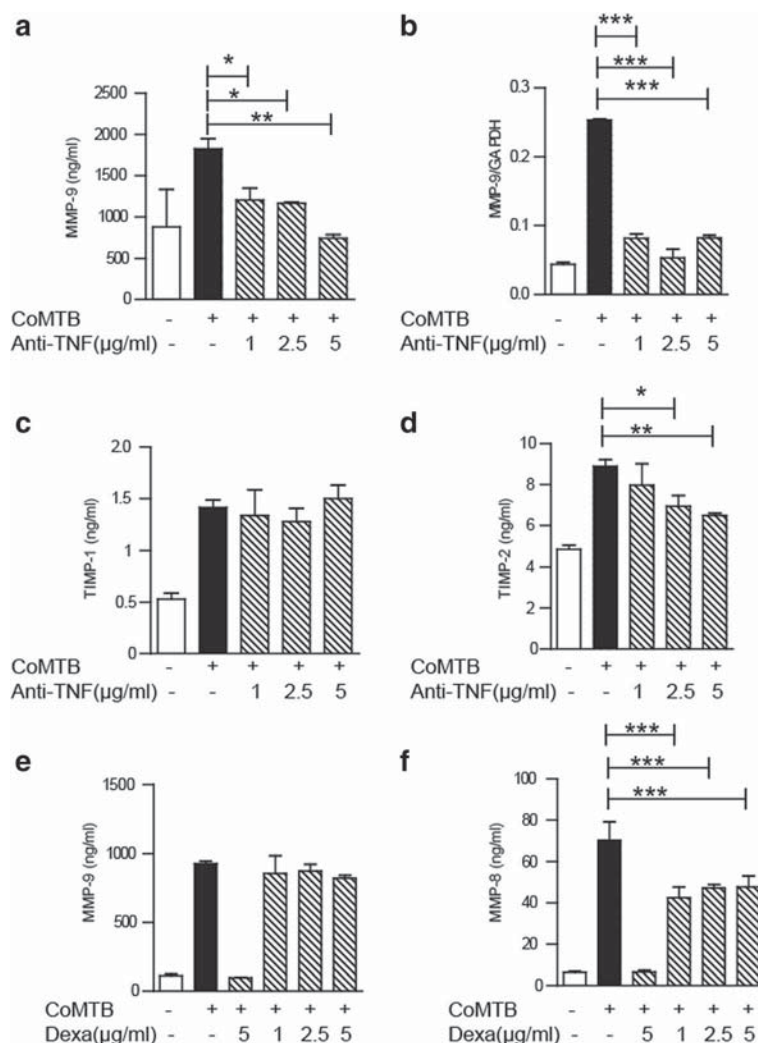 a
*
*
**
2500
2000
1500
1000
500
0
MMP-9 (ng/ml)
CoMTB - + + + +
Anti-TNF(µg/ml) - - 1 2.5 5
b
***
***
***
0.3
0.2
0.1
0.0
MMP-9/GAPDH
CoMTB - + + + +
Anti-TNF(µg/ml) - - 1 2.5 5
c
2.0
1.5
1
0.5
0
TIMP-1 (ng/ml)
CoMTB - + + + +
Anti-TNF(µg/ml) - - 1 2.5 5
d
*
**
10
8
6
4
2
0
TIMP-2 (ng/ml)
CoMTB - + + + +
Anti-TNF(µg/ml) - - 1 2.5 5
e
1500
1000
500
0
MMP-9 (ng/ml)
CoMTB - + + + + +
Dexa(µg/ml) - - 5 1 2.5 5
f
***
***
***
100
80
60
40
20
0
MMP-8 (ng/ml)
CoMTB - + + + + +
Dexa(µg/ml) - - 5 1 2.5 5